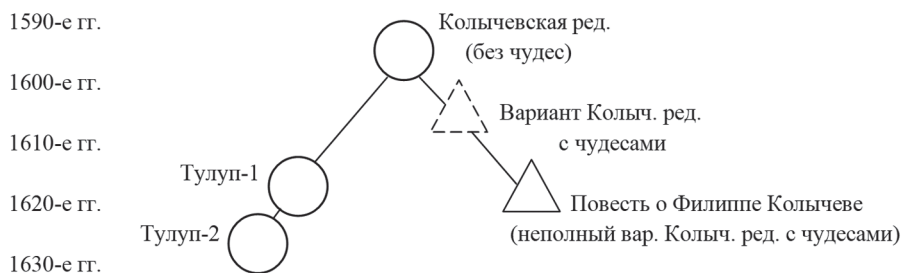 1590-е гг.
Колычевская ред.
(без чудес)
1600-е гг.
Вариант Колыч. ред.
с чудесами
1610-е гг.
Тулуп-1
1620-е гг.
Повесть о Филиппе Колычеве
(неполный вар. Колыч. ред. с чудесами)
Тулуп-2
1630-е гг.